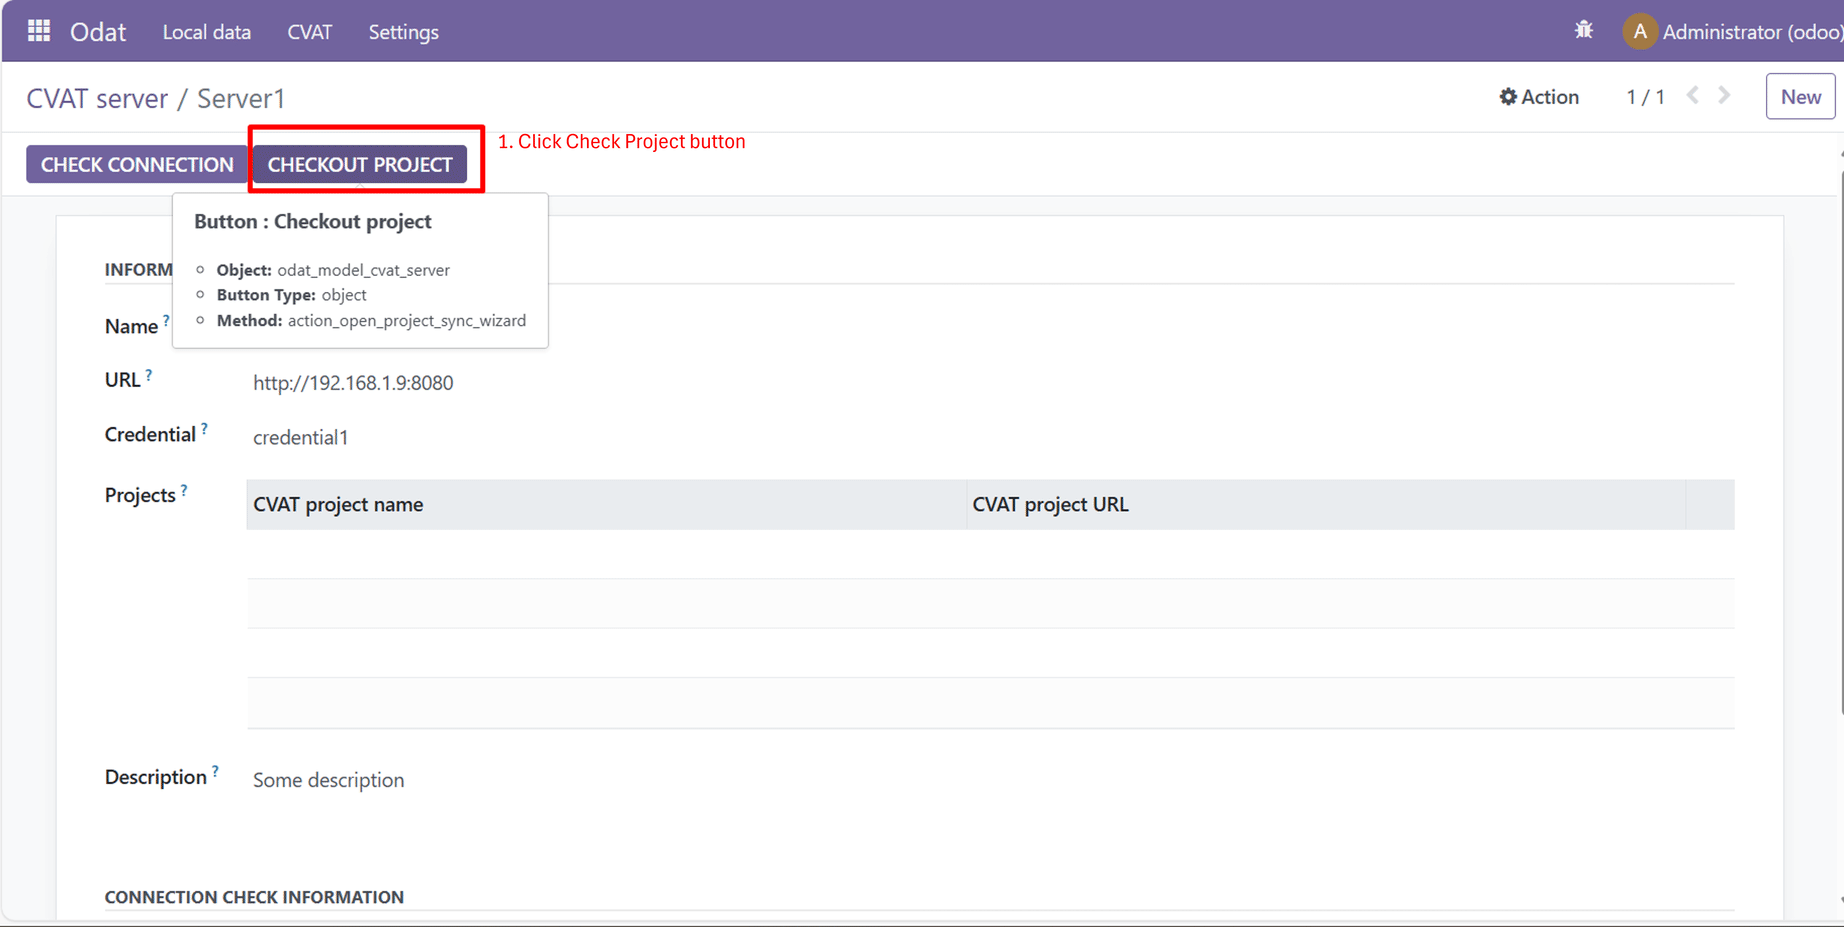 Odat Local data CVAT Settings A Administrator (odoo)
CVAT server / Server1 Action 1 / 1 New
1. Click Check Project button
CHECK CONNECTION CHECKOUT PROJECT
Button : Checkout project
INFORM
Object: odat_model_cvat_server
Button Type: object
Method: action_open_project_sync_wizard
Name ?
URL ? http://192.168.1.9:8080
Credential ? credential1
Projects ? CVAT project name CVAT project URL
Description ? Some description
CONNECTION CHECK INFORMATION